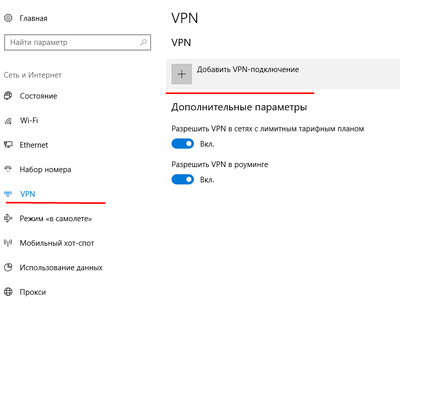 Главная
Найти параметр
Сеть и Интернет
Состояние
Wi-Fi
Ethernet
Набор номера
VPN
Режим «в самолете»
Мобильный хот-спот
Использование данных
Прокси
VPN
VPN
Добавить VPN-подключение
Дополнительные параметры
Разрешить VPN в сетях с лимитным тарифным планом
Вкл.
Разрешить VPN в роуминге
Вкл.